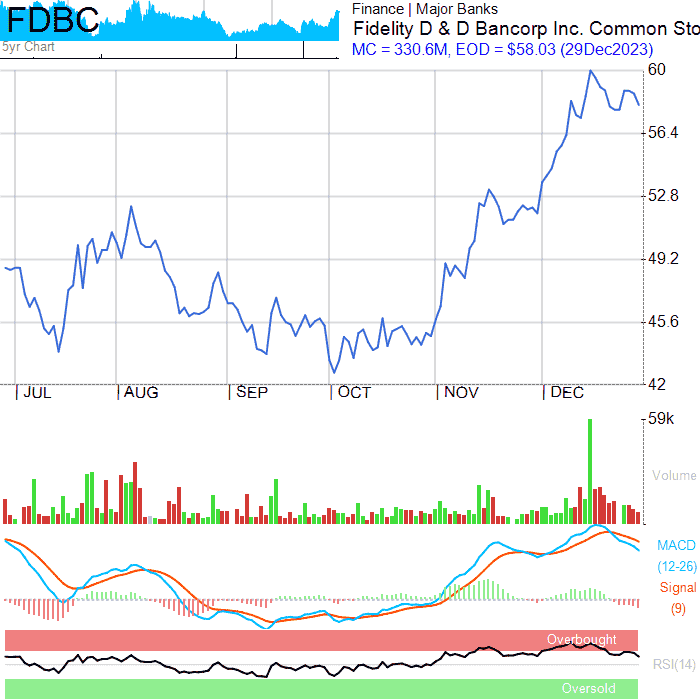 FDBC
5yr Chart
Finance | Major Banks
Fidelity D & D Bancorp Inc. Common Sto
MC = 330.6M, EOD = $58.03 (29Dec2023)
60
56.4
52.8
49.2
45.6
42
JUL AUG SEP OCT NOV DEC
59k
Volume
MACD
(12-26)
Signal
(9)
Overbought
RSI(14)
Oversold